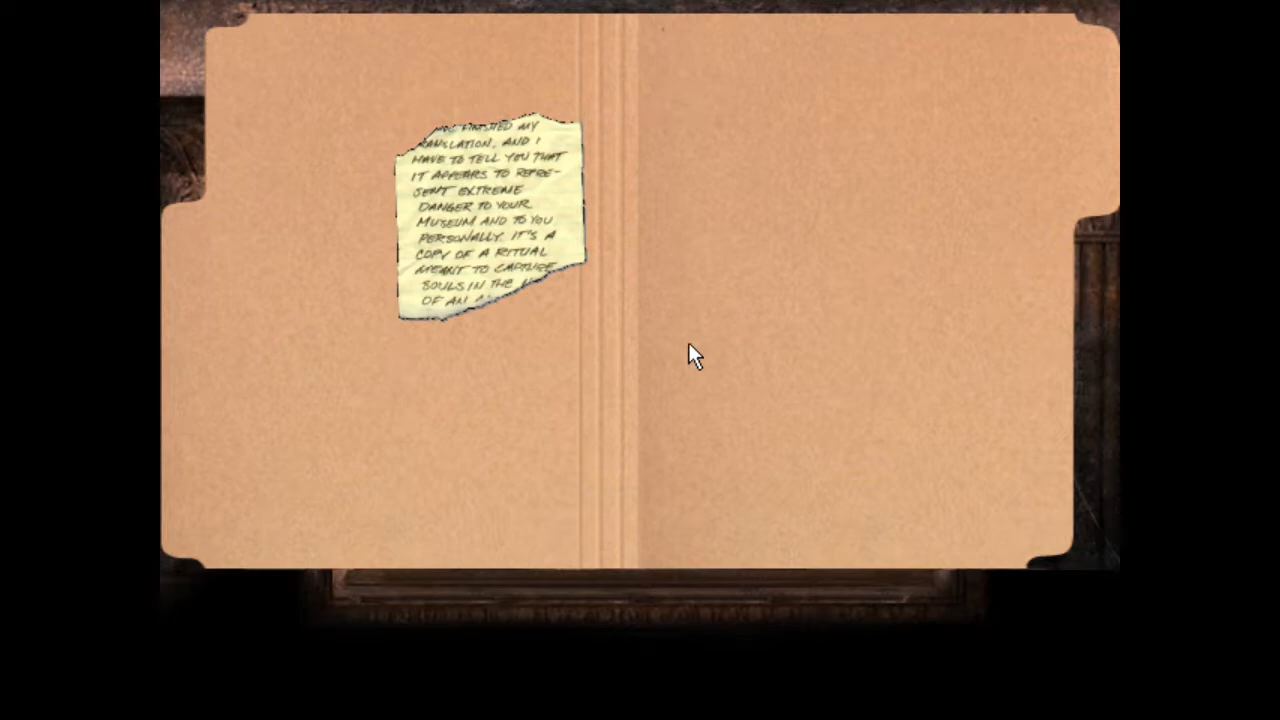 FINISHED MY
RANSLATION, AND I
HAVE TO TELL YOU THAT
IT APPEARS TO REPRE-
SENT EXTREME
DANGER TO YOUR
MUSEUM AND TO YOU
PERSONALLY. IT'S A
COPY OF A RITUAL
MEANT TO CAPTURE
SOULS IN THE
OF AN